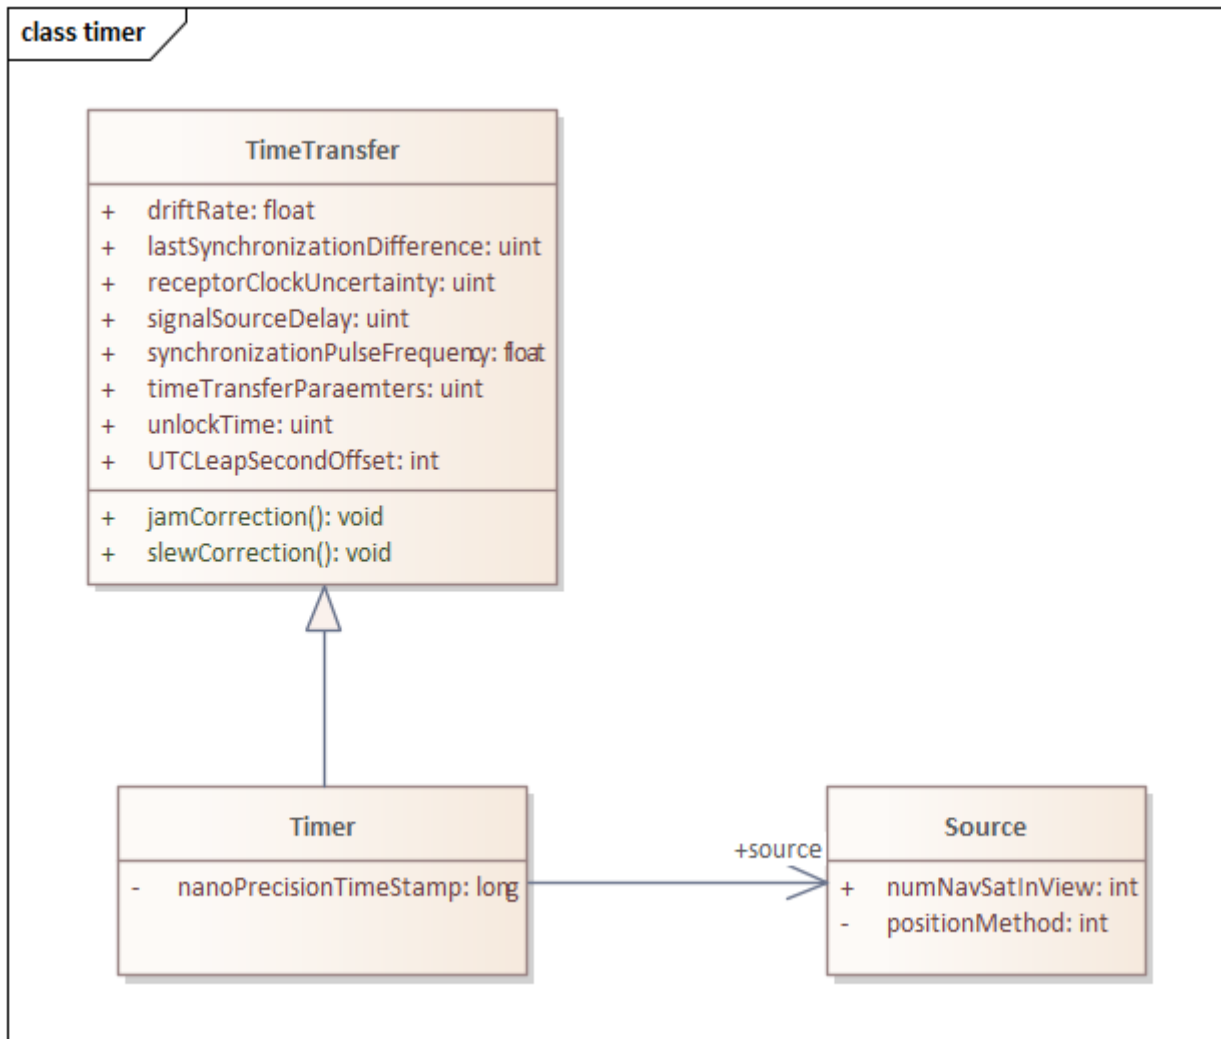 class timer
TimeTransfer
+ driftRate: float
+ lastSynchronizationDifference: uint
+ receptorClockUncertainty: uint
+ signalSourceDelay: uint
+ synchronizationPulseFrequency: float
+ timeTransferParaemters: uint
+ unlockTime: uint
+ UTCLeapSecondOffset: int
+ jamCorrection(): void
+ slewCorrection(): void
Timer
- nanoPrecisionTimeStamp: long
+source
Source
+ numNavSatInView: int
- positionMethod: int